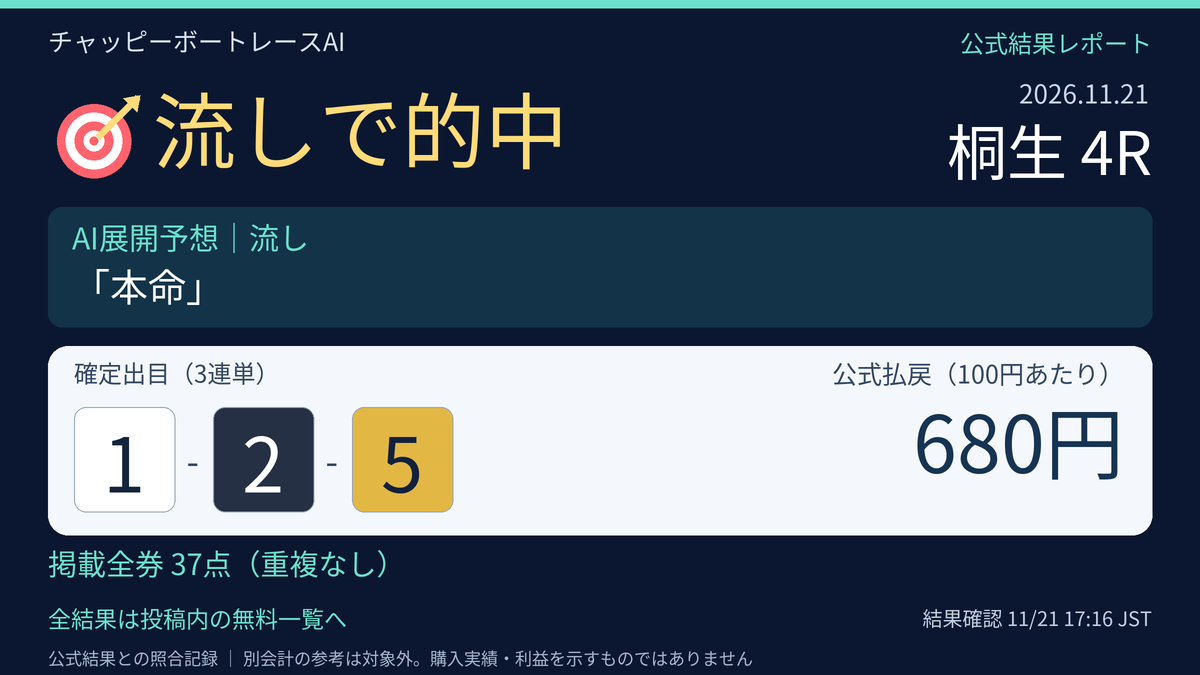 チャッピーボートレースAI
公式結果レポート
2026.11.21
🎯流しで的中
桐生 4R
AI展開予想｜流し
「本命」
確定出目（3連単）
公式払戻（100円あたり）
1 - 2 - 5
680円
掲載全券 37点（重複なし）
全結果は投稿内の無料一覧へ
結果確認 11/21 17:16 JST
公式結果との照合記録｜別会計の参考は対象外。購入実績・利益を示すものではありません